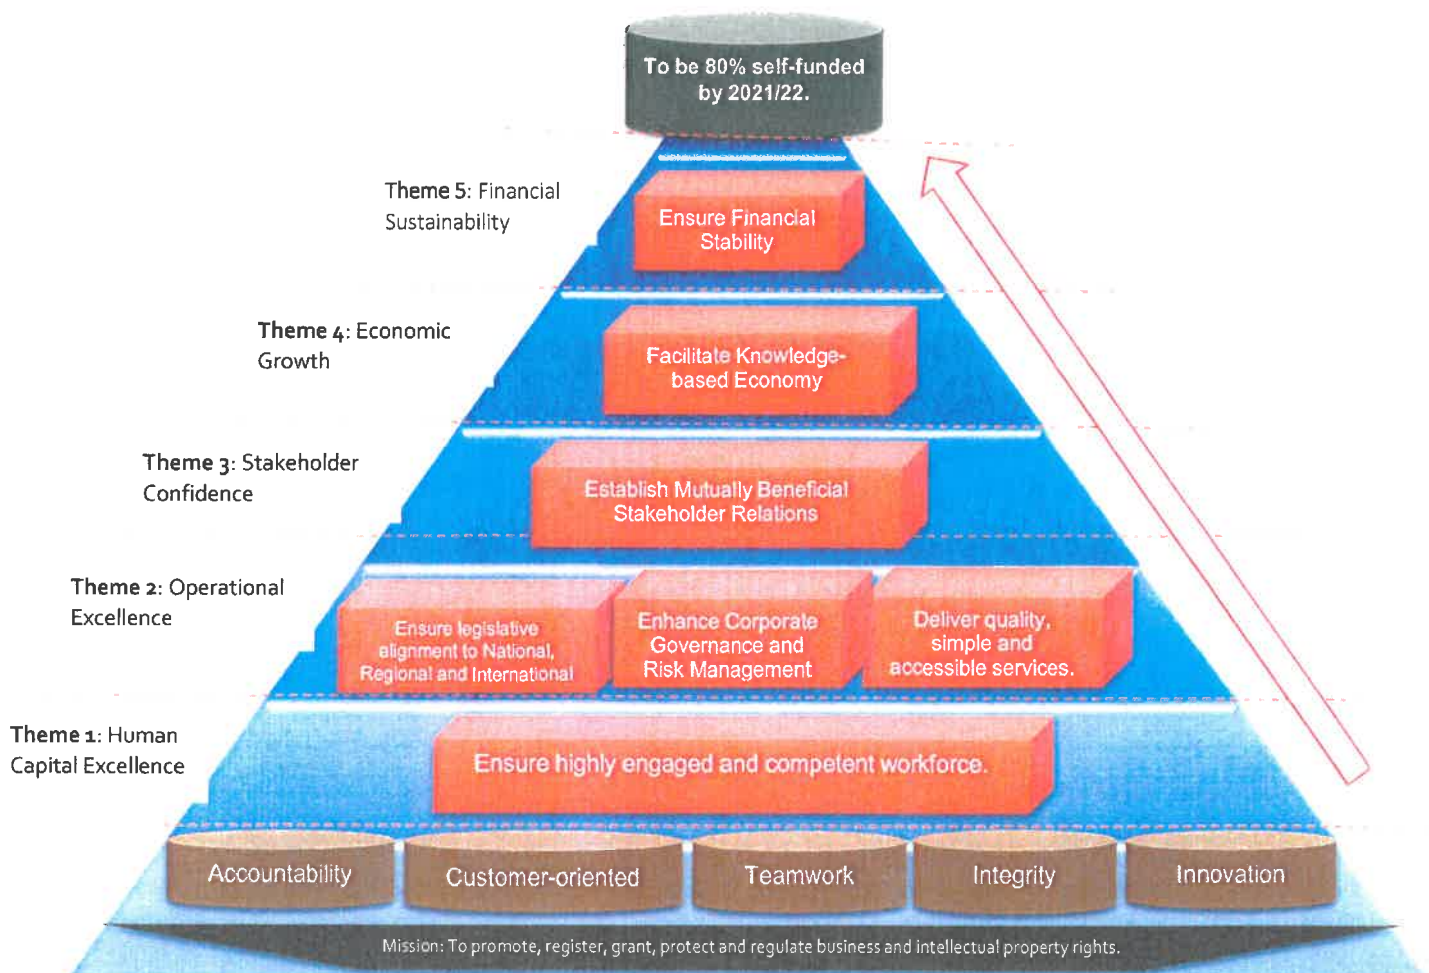 To be 80% self-funded
by 2021/22.
Theme 5: Financial
Sustainability
Ensure Financial
Stability
Theme 4: Economic
Growth
Facilitate Knowledge-
based Economy
Theme 3: Stakeholder
Confidence
Establish Mutually Beneficial
Stakeholder Relations
Theme 2: Operational
Excellence
Ensure legislative
alignment to National,
Regional and International
Enhance Corporate
Governance and
Risk Management
Deliver quality,
simple and
accessible services.
Theme 1: Human
Capital Excellence
Ensure highly engaged and competent workforce.
Accountability
Customer-oriented
Teamwork
Integrity
Innovation
Mission: To promote, register, grant, protect and regulate business and intellectual property rights.